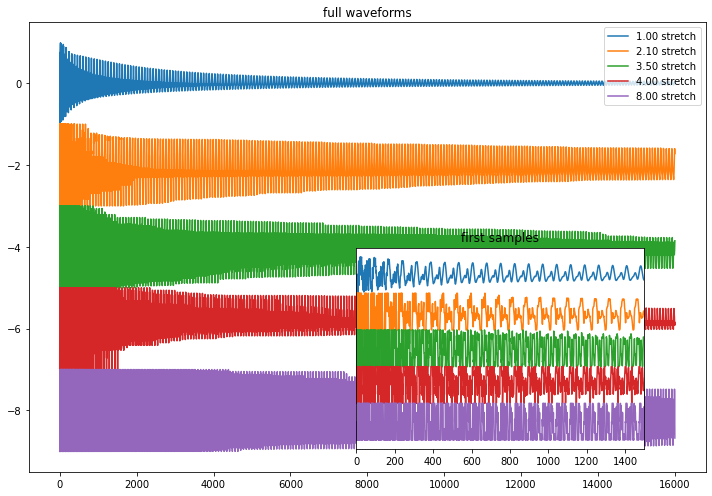 full waveforms
1.00 stretch
2.10 stretch
3.50 stretch
4.00 stretch
8.00 stretch
0
−2
−4
−6
−8
first samples
0 200 400 600 800 1000 1200 1400
0 2000 4000 6000 8000 10000 12000 14000 16000